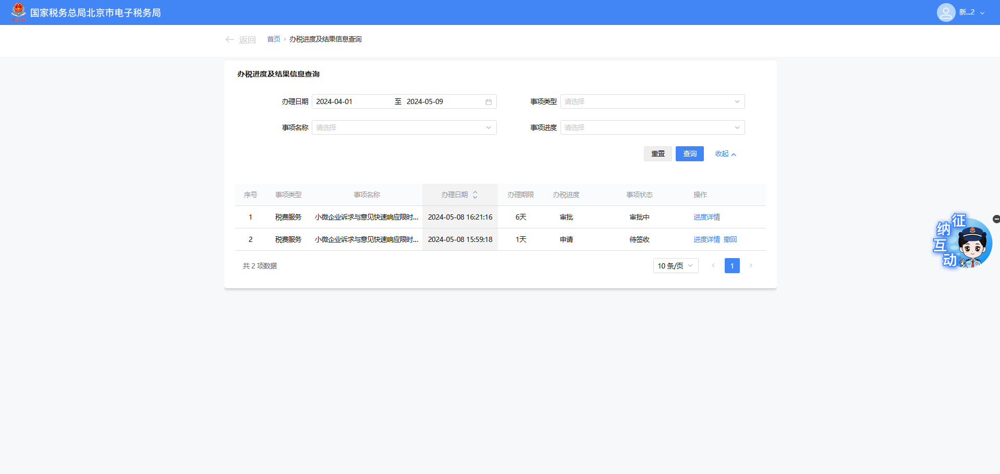 国家税务总局北京市电子税务局
新...2
返回 首页 › 办税进度及结果信息查询
办税进度及结果信息查询
办理日期 2024-04-01 至 2024-05-09 事项类型 请选择
事项名称 请选择 事项进度 请选择
重置 查询 收起
序号 事项类型 事项名称 办理日期 办理期限 办税进度 事项状态 操作
1 税费服务 小微企业诉求与意见快速响应限时... 2024-05-08 16:21:16 6天 审批 审批中 进度详情
2 税费服务 小微企业诉求与意见快速响应限时... 2024-05-08 15:59:18 1天 申请 待签收 进度详情 撤回
共 2 项数据 10 条/页 1
征
纳
互
动